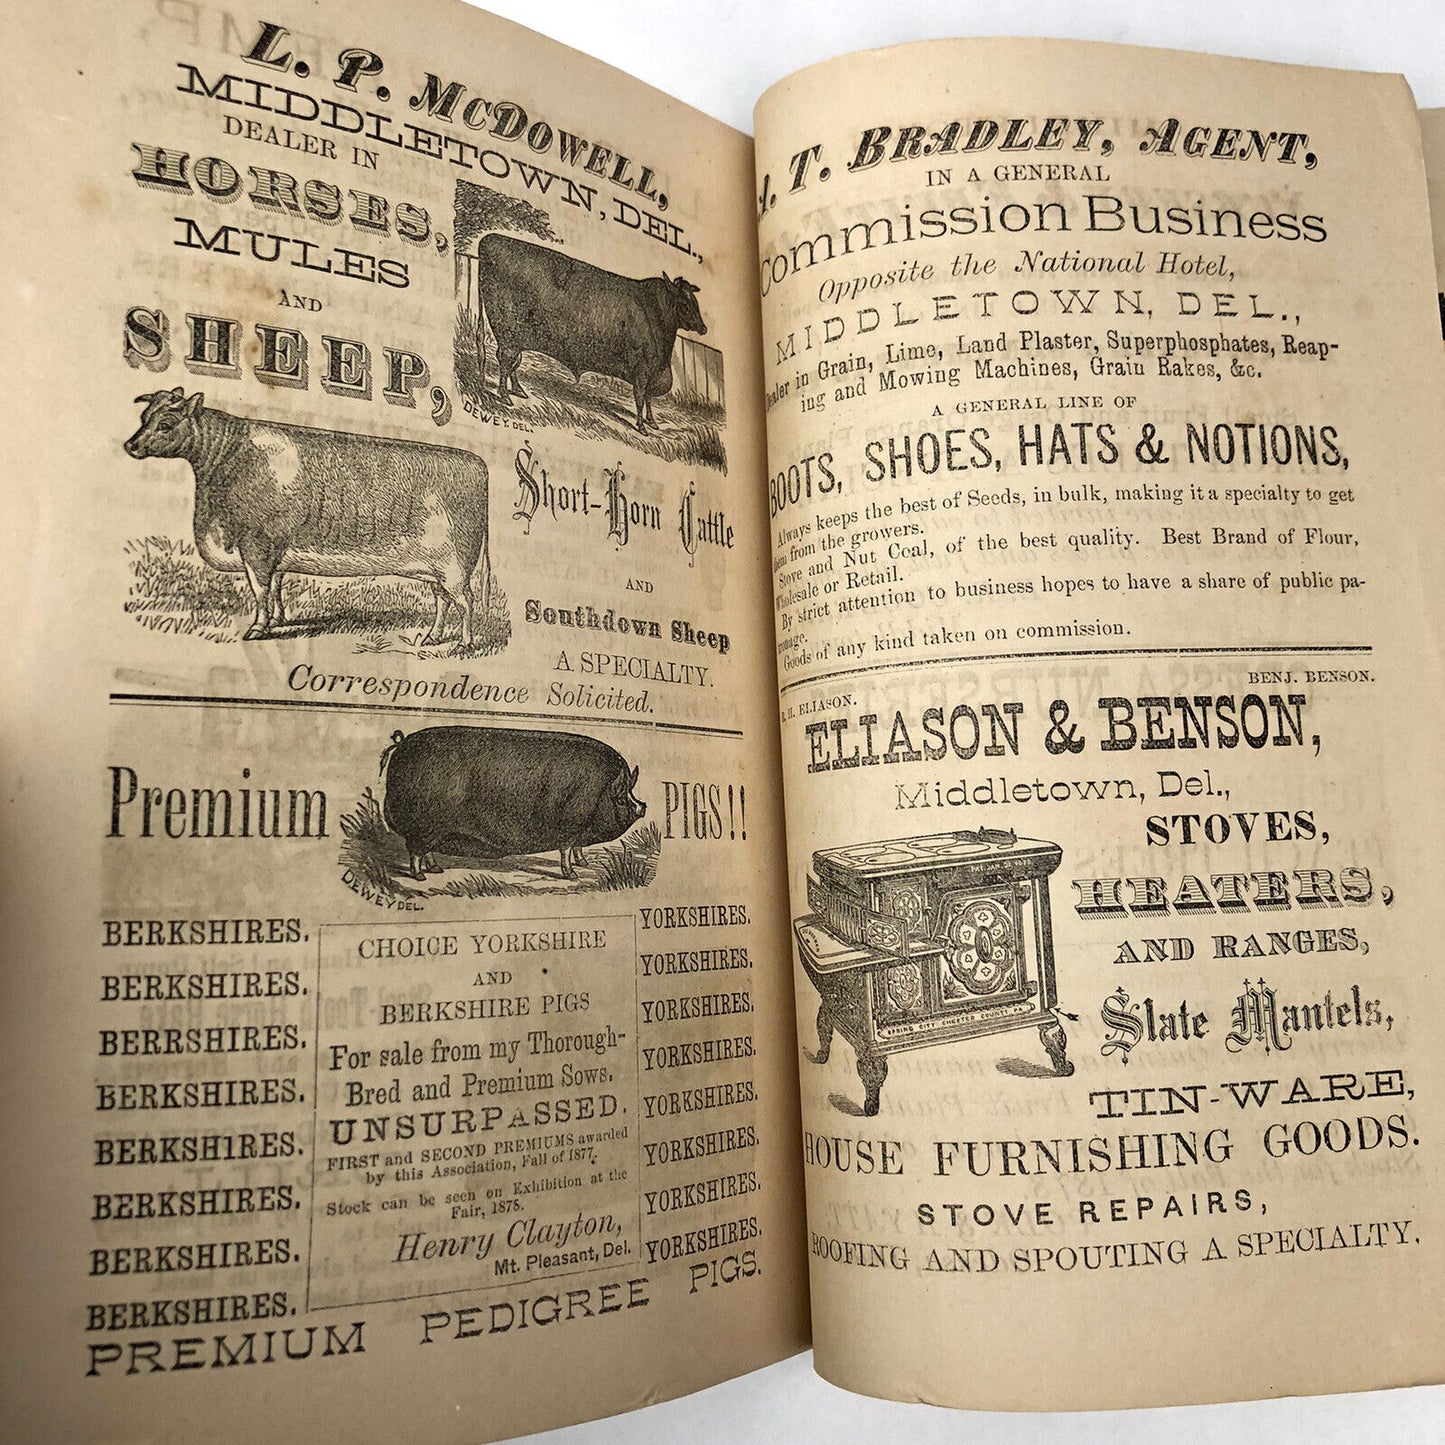 L. P. McDOWELL,
MIDDLETOWN, DEL.,
DEALER IN
HORSES,
MULES
AND
SHEEP,
DEWEY.DEL.
Short-Horn Cattle
AND
Southdown Sheep
A SPECIALTY.
Correspondence Solicited.
Premium PIGS!!
DEWEY DEL.
BERKSHIRES.
BERKSHIRES.
BERRSHIRES.
BERKSHIRES.
BERKSHIRES.
BERKSHIRES.
BERKSHIRES.
BERKSHIRES.
CHOICE YORKSHIRE
AND
BERKSHIRE PIGS
For sale from my Thorough-
Bred and Premium Sows.
UNSURPASSED.
FIRST and SECOND PREMIUMS awarded
by this Association, Fall of 1877.
Stock can be seen on Exhibition at the
Fair, 1878.
Henry Clayton,
Mt. Pleasant, Del.
YORKSHIRES.
YORKSHIRES.
YORKSHIRES.
YORKSHIRES.
YORKSHIRES.
YORKSHIRES.
YORKSHIRES.
YORKSHIRES.
PREMIUM PEDIGREE PIGS.
T. BRADLEY, AGENT,
IN A GENERAL
Commission Business
Opposite the National Hotel,
MIDDLETOWN, DEL.,
Dealer in Grain, Lime, Land Plaster, Superphosphates, Reap-
ing and Mowing Machines, Grain Rakes, &c.
A GENERAL LINE OF
BOOTS, SHOES, HATS & NOTIONS,
Always keeps the best of Seeds, in bulk, making it a specialty to get
them from the growers.
Stove and Nut Coal, of the best quality. Best Brand of Flour,
Wholesale or Retail.
By strict attention to business hopes to have a share of public pa-
tronage.
Goods of any kind taken on commission.
H. ELIASON. BENJ. BENSON.
ELIASON & BENSON,
Middletown, Del.,
STOVES,
HEATERS,
AND RANGES,
SPRING CITY CHESTER COUNTY PA
Slate Mantels,
TIN-WARE,
HOUSE FURNISHING GOODS.
STOVE REPAIRS,
ROOFING AND SPOUTING A SPECIALTY.